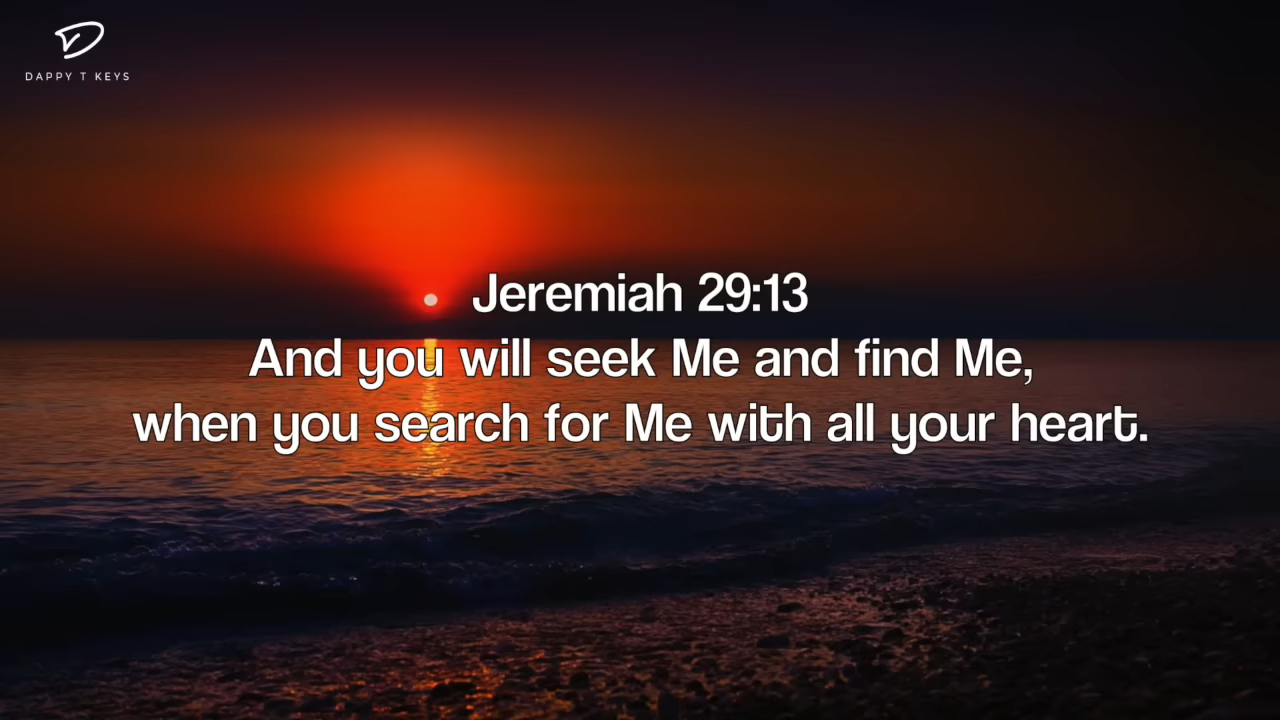 DAPPY T KEYS
Jeremiah 29:13
And you will seek Me and find Me,
when you search for Me with all your heart.